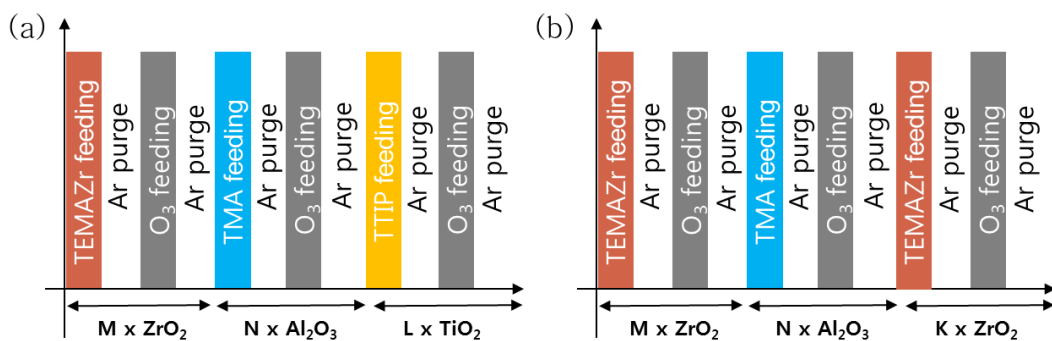 (a)
TEMAZr feeding
Ar purge
O₃ feeding
Ar purge
TMA feeding
Ar purge
O₃ feeding
Ar purge
TTIP feeding
Ar purge
O₃ feeding
Ar purge
M x ZrO₂
N x Al₂O₃
L x TiO₂
(b)
TEMAZr feeding
Ar purge
O₃ feeding
Ar purge
TMA feeding
Ar purge
O₃ feeding
Ar purge
TEMAZr feeding
Ar purge
O₃ feeding
Ar purge
M x ZrO₂
N x Al₂O₃
K x ZrO₂